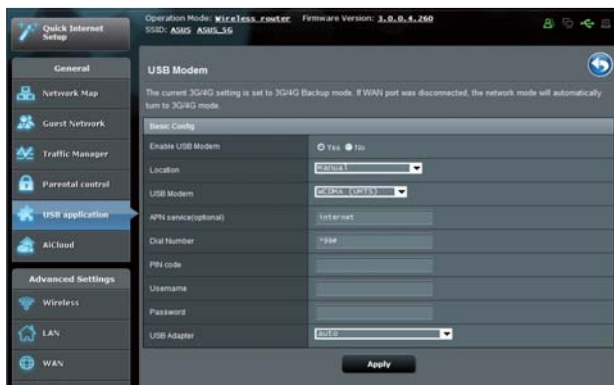 Quick Internet
Setup
Operation Mode: Wireless router Firmware Version: 3.0.0.4.260
SSID: ASUS ASUS_5G
General
Network Map
Guest Network
Traffic Manager
Parental control
USB application
AiCloud
Advanced Settings
Wireless
LAN
WAN
USB Modem
The current 3G/4G setting is set to 3G/4G Backup mode. If WAN port was disconnected, the network mode will automatically
turn to 3G/4G mode.
Basic Config
Enable USB Modem Yes No
Location Manual
USB Modem WCDMA (UMTS)
APN service(optional) internet
Dial Number *99#
PIN code
Username
Password
USB Adapter auto
Apply